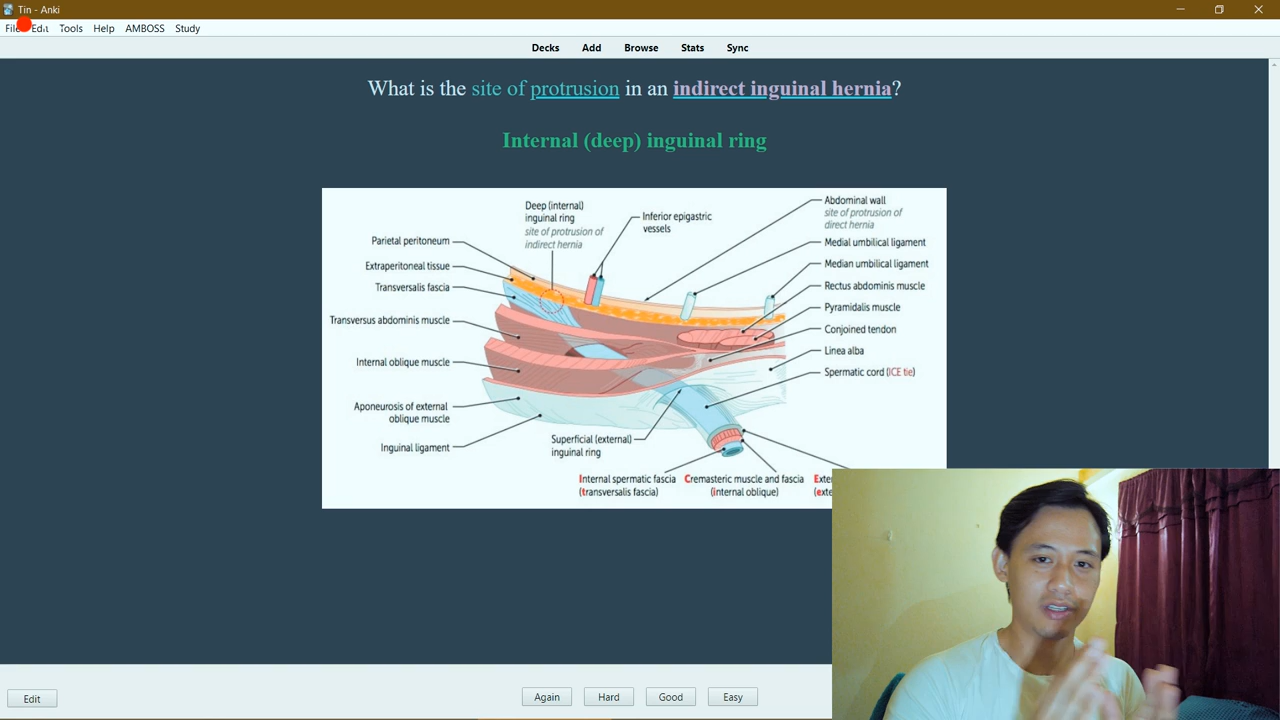 Tin - Anki
File Edit Tools Help AMBOSS Study
Decks Add Browse Stats Sync
What is the site of protrusion in an indirect inguinal hernia?
Internal (deep) inguinal ring
Deep (internal)
inguinal ring
site of protrusion of
indirect hernia
Inferior epigastric
vessels
Abdominal wall
site of protrusion of
direct hernia
Parietal peritoneum
Extraperitoneal tissue
Transversalis fascia
Transversus abdominis muscle
Internal oblique muscle
Aponeurosis of external
oblique muscle
Inguinal ligament
Medial umbilical ligament
Median umbilical ligament
Rectus abdominis muscle
Pyramidalis muscle
Conjoined tendon
Linea alba
Spermatic cord (ICE tie)
Superficial (external)
inguinal ring
Internal spermatic fascia
(transversalis fascia)
Cremasteric muscle and fascia
(internal oblique)
Edit
Again Hard Good Easy